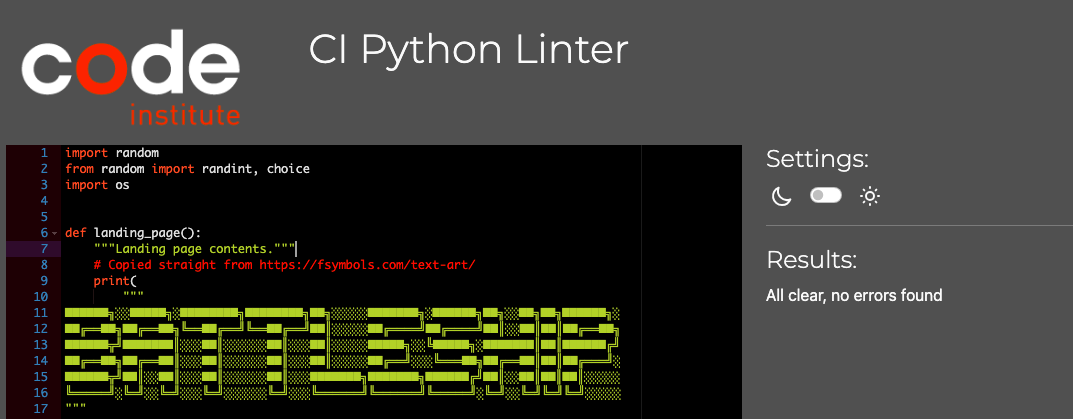 code
institute
CI Python Linter
1 import random
2 from random import randint, choice
3 import os
4
5
6 def landing_page():
7 """Landing page contents."""
8 # Copied straight from https://fsymbols.com/text-art/
9 print(
10 """
11
12
13
14
15
16
17 """
BATTLESHIP
Settings:
Results:
All clear, no errors found